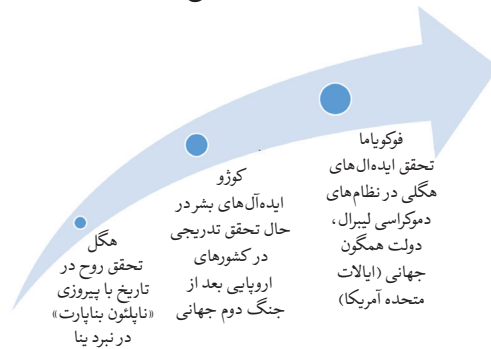 هگل
تحقق روح در
تاریخ با پیروزی
«ناپلئون بناپارت»
در نبرد ینا
کوژو
ایده‌آل‌های بشر در
حال تحقق تدریجی
در کشورهای
اروپایی بعد از
جنگ دوم جهانی
فوکویاما
تحقق ایده‌ال‌های
هگلی در نظام‌های
دموکراسی لیبرال،
دولت همگون
جهانی (ایالات
متحده آمریکا)